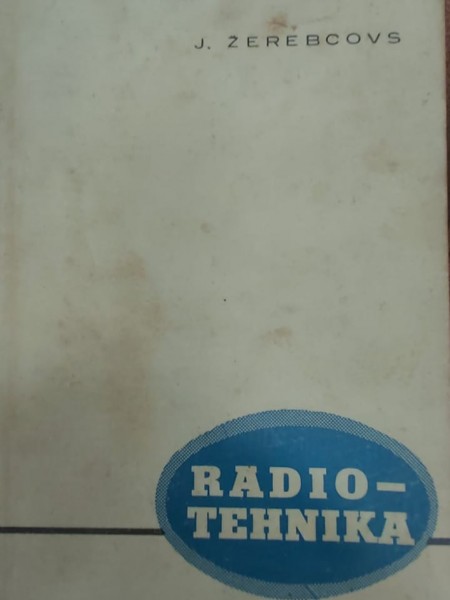 J. ŽEREBCOVS
RADIO-
TEHNIKA